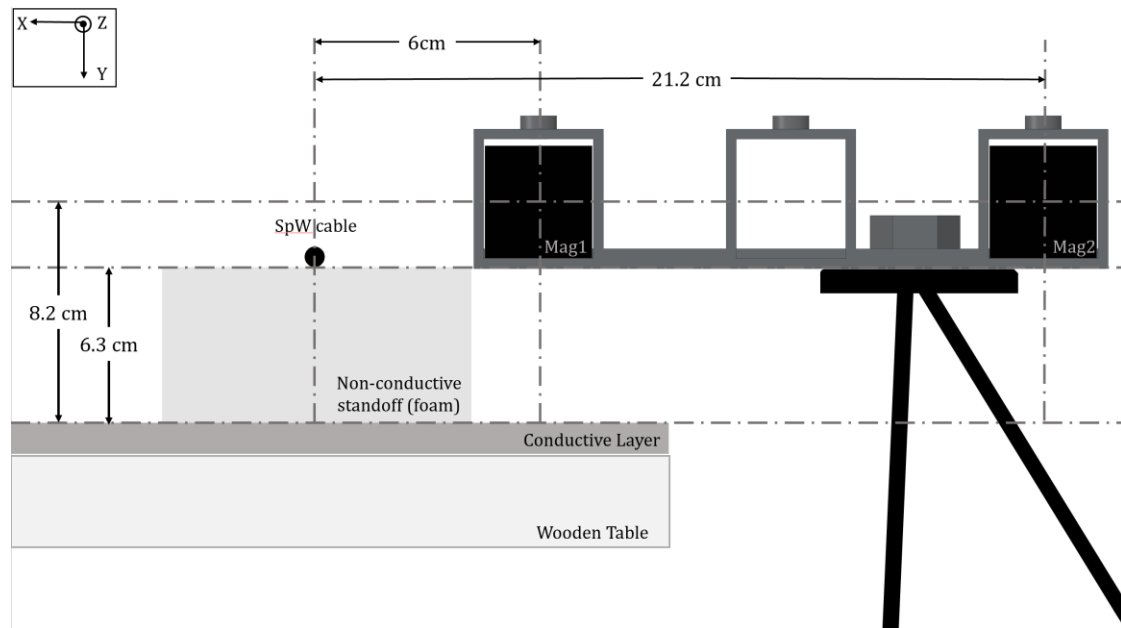 X
Z
Y
6cm
21.2 cm
SpW cable
Mag1
Mag2
8.2 cm
6.3 cm
Non-conductive
standoff (foam)
Conductive Layer
Wooden Table